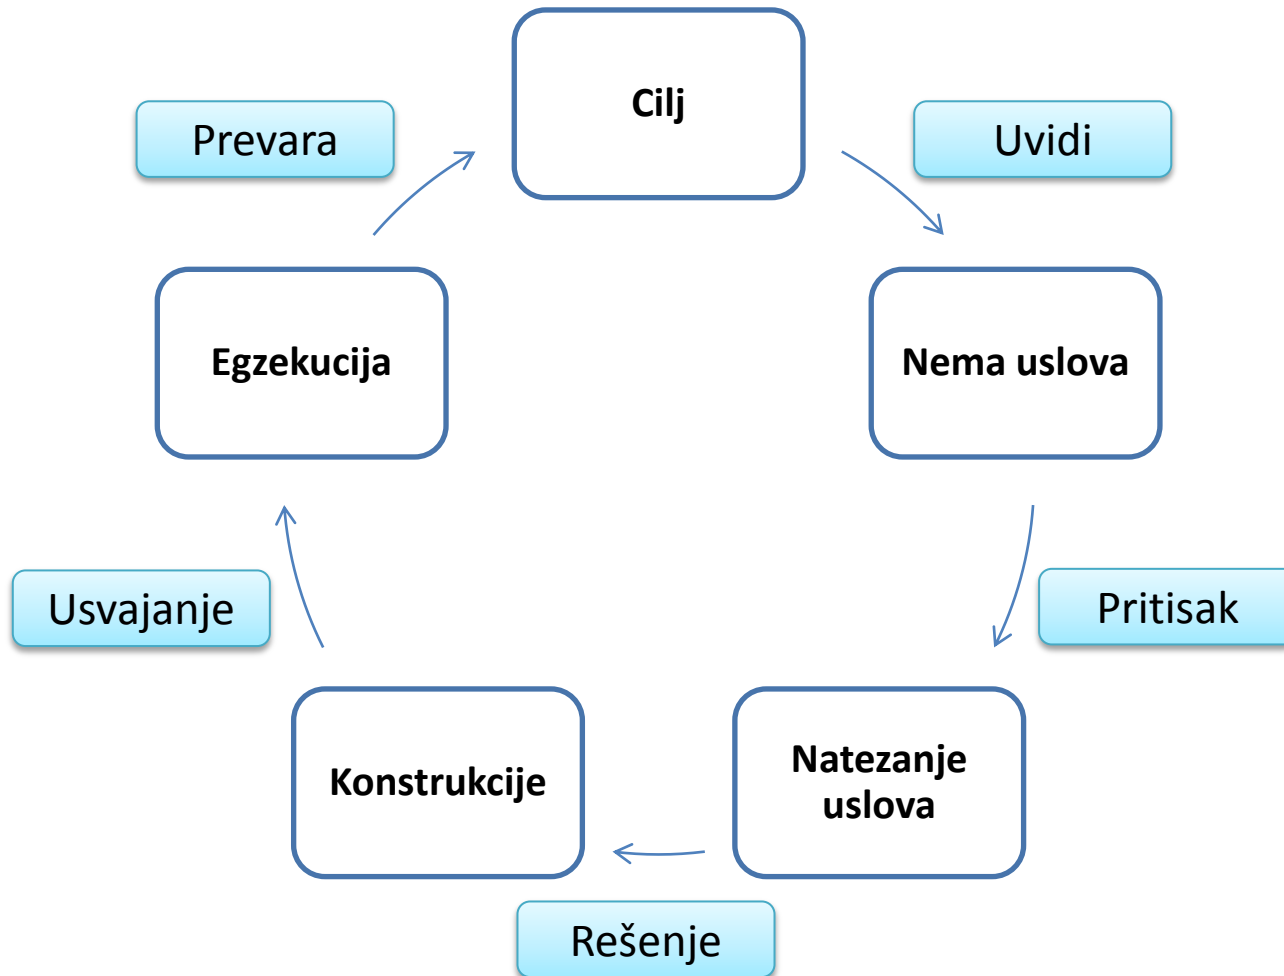 Cilj
Prevara
Uvidi
Egzekucija
Nema uslova
Usvajanje
Pritisak
Konstrukcije
Natezanje
uslova
Rešenje